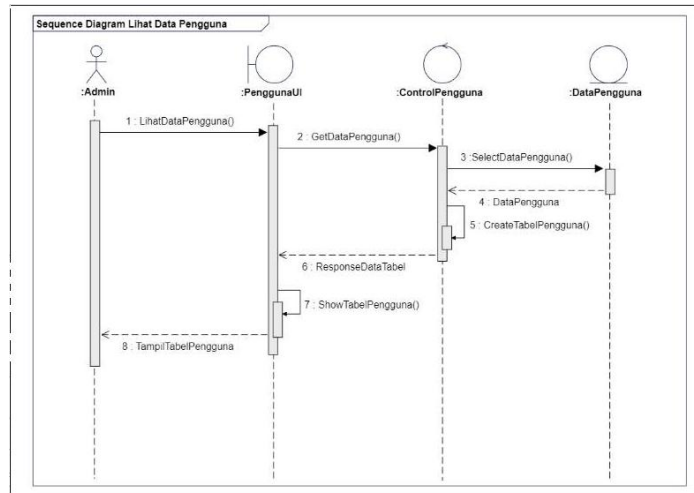 Sequence Diagram Lihat Data Pengguna
:Admin
:PenggunaUI
:ControlPengguna
:DataPengguna
1 : LihatDataPengguna()
2 : GetDataPengguna()
3 :SelectDataPengguna()
4 : DataPengguna
5 : CreateTabelPengguna()
6 : ResponseDataTabel
7 : ShowTabelPengguna()
8 : TampilTabelPengguna